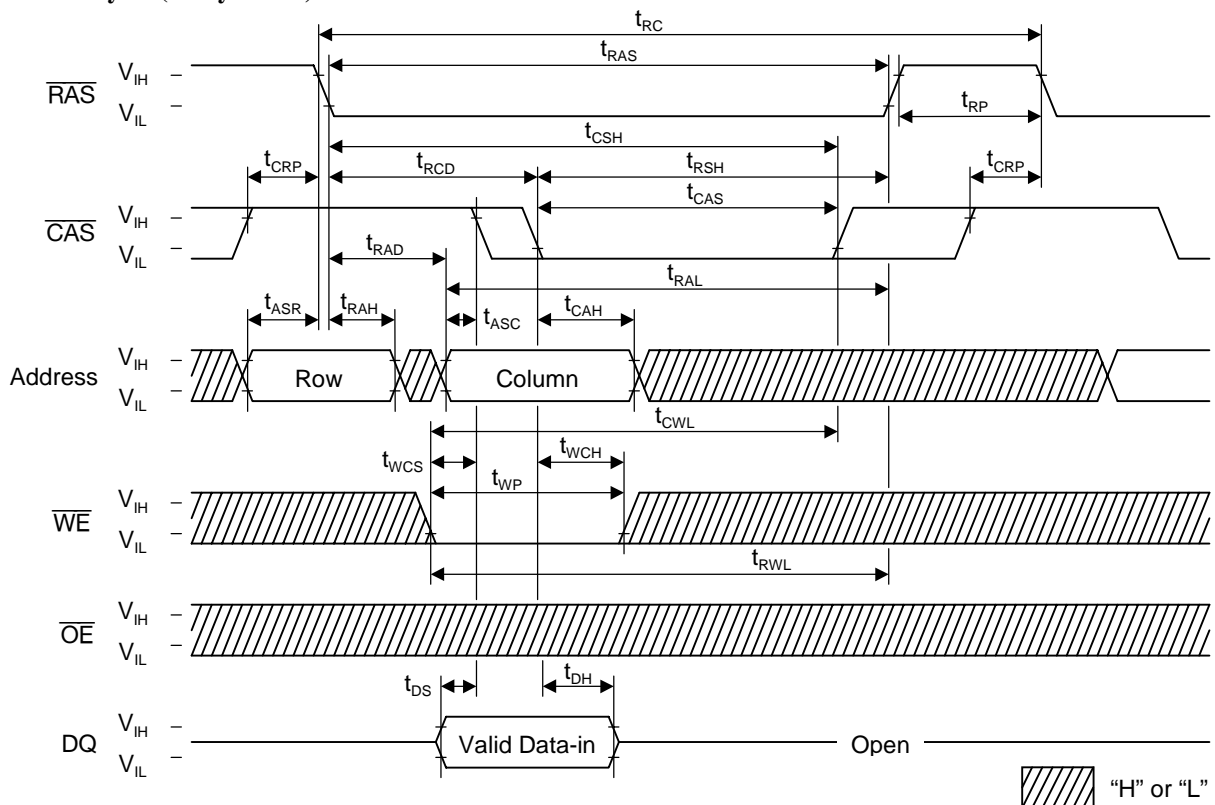 tRC
tRAS
RAS
VIH
VIL
tRP
tCSH
tCRP
tRCD
tRSH
tCRP
tCAS
CAS
VIH
VIL
tRAD
tRAL
tASR
tRAH
tASC
tCAH
Address
VIH
VIL
Row
Column
tCWL
tWCS
tWCH
tWP
WE
VIH
VIL
tRWL
OE
VIH
VIL
tDS
tDH
DQ
VIH
VIL
Valid Data-in
Open
“H” or “L”